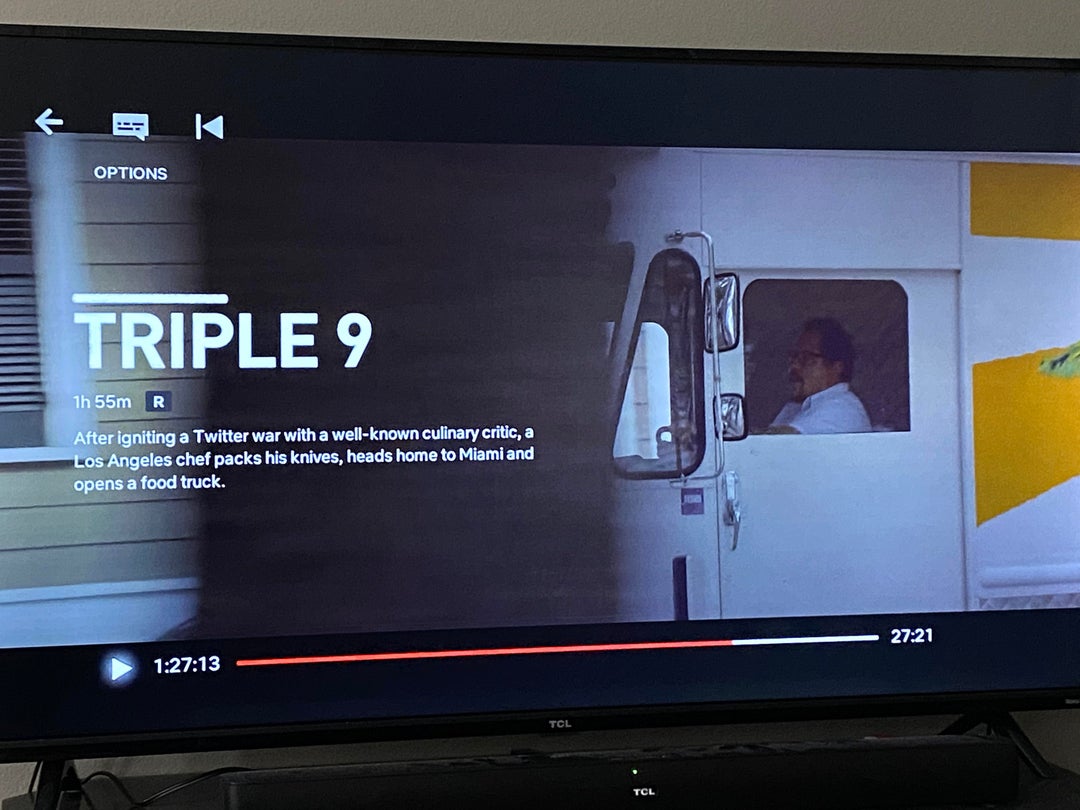 OPTIONS
TRIPLE 9
1h 55m R
After igniting a Twitter war with a well-known culinary critic, a
Los Angeles chef packs his knives, heads home to Miami and
opens a food truck.
1:27:13
27:21
TCL
TCL